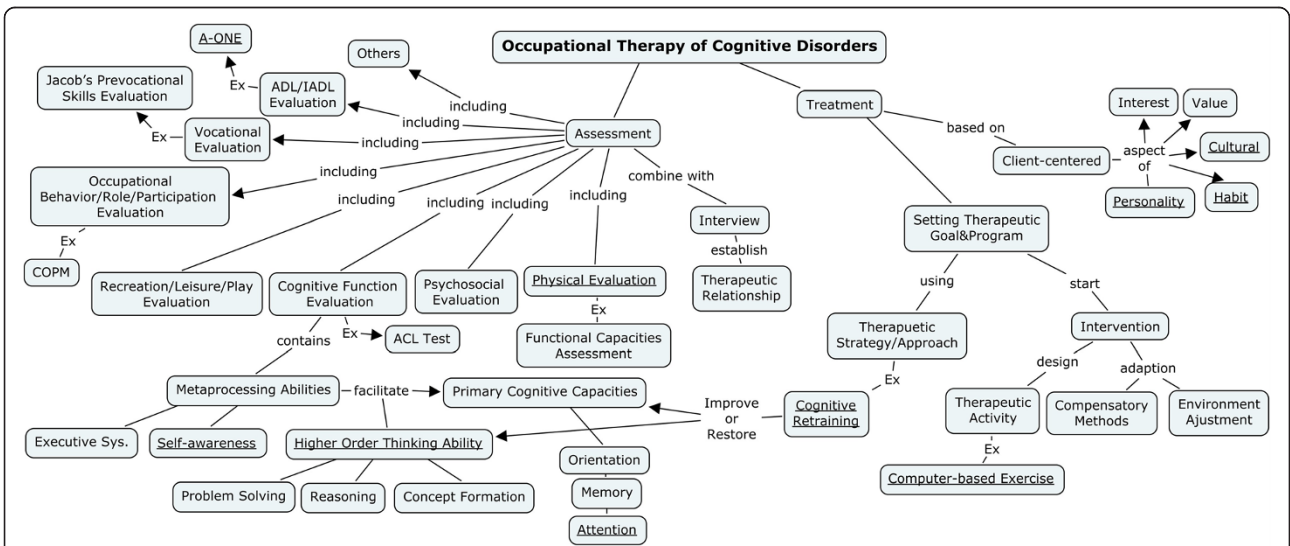 Occupational Therapy of Cognitive Disorders
A-ONE
Others
Jacob's Prevocational
Skills Evaluation
Ex
ADL/IADL
Evaluation
including
Treatment
Interest
Value
including
Ex
Vocational
Evaluation
including
Assessment
based on
Client-centered
aspect
of
Cultural
Occupational
Behavior/Role/Participation
Evaluation
including
combine with
Personality
Habit
including
including
including
including
Interview
Setting Therapeutic
Goal&Program
Ex
establish
COPM
Recreation/Leisure/Play
Evaluation
Cognitive Function
Evaluation
Psychosocial
Evaluation
Physical Evaluation
Therapeutic
Relationship
using
start
Ex
contains
Ex
ACL Test
Functional Capacities
Assessment
Therapuetic
Strategy/Approach
Intervention
design
adaption
Metaprocessing Abilities
facilitate
Primary Cognitive Capacities
Ex
Improve
or
Restore
Cognitive
Retraining
Therapeutic
Activity
Compensatory
Methods
Environment
Ajustment
Executive Sys.
Self-awareness
Higher Order Thinking Ability
Ex
Orientation
Computer-based Exercise
Problem Solving
Reasoning
Concept Formation
Memory
Attention